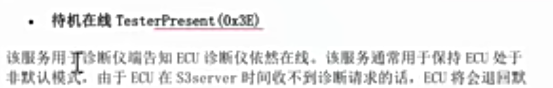 • 待机在线 TesterPresent(0x3E)
该服务用于诊断仪端告知 ECU 诊断仪依然在线。该服务通常用于保持 ECU 处于
非默认模式。由于 ECU 在 S3server 时间收不到诊断请求的话，ECU 将会退回默